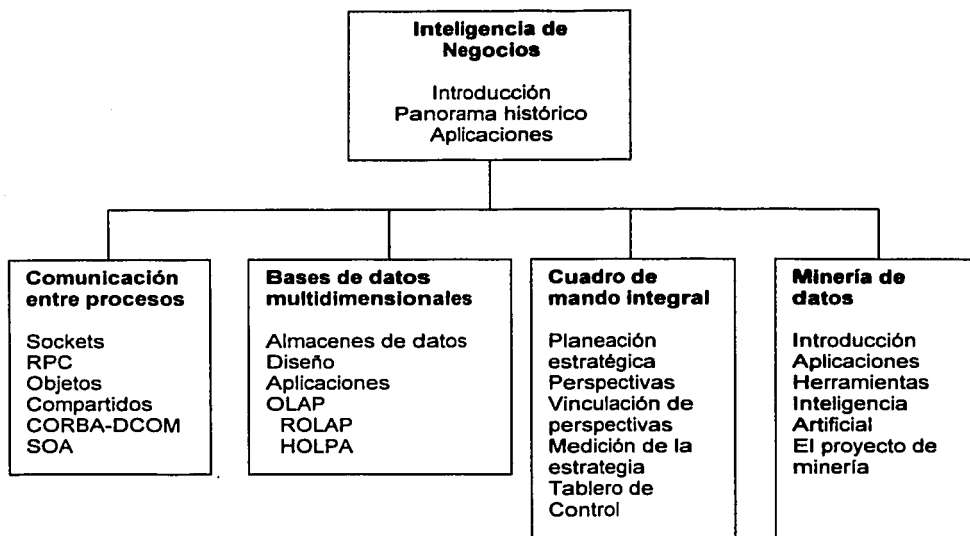 Inteligencia de
Negocios
Introducción
Panorama histórico
Aplicaciones
Comunicación
entre procesos
Sockets
RPC
Objetos
Compartidos
CORBA-DCOM
SOA
Bases de datos
multidimensionales
Almacenes de datos
Diseño
Aplicaciones
OLAP
ROLAP
HOLPA
Cuadro de
mando integral
Planeación
estratégica
Perspectivas
Vinculación de
perspectivas
Medición de la
estrategia
Tablero de
Control
Minería de
datos
Introducción
Aplicaciones
Herramientas
Inteligencia
Artificial
El proyecto de
minería